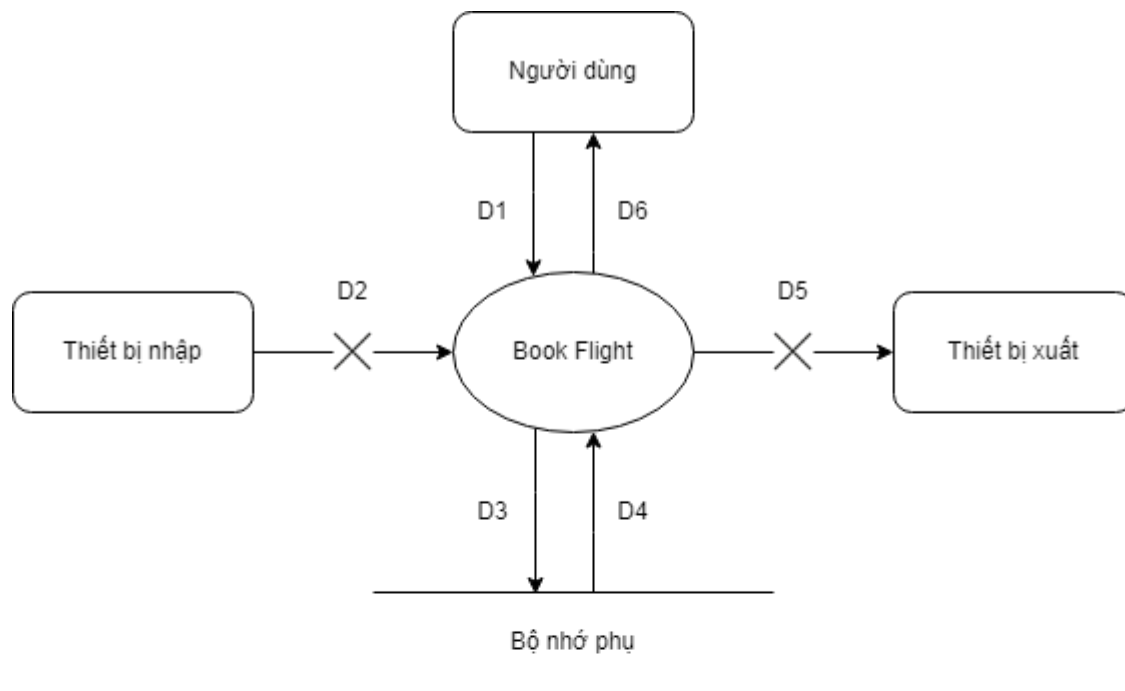 Người dùng
D1
D6
D2
D5
Thiết bị nhập
Book Flight
Thiết bị xuất
D3
D4
Bộ nhớ phụ